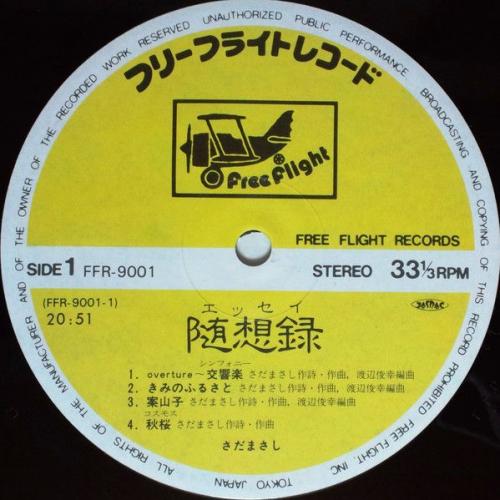 ALL RIGHTS OF THE MANUFACTURER AND OF THE OWNER OF THE RECORDED WORK RESERVED UNAUTHORIZED PUBLIC PERFORMANCE BROADCASTING AND COPYING OF THIS RECORD PROHIBITED FREE FLIGHT, INC TOKYO JAPAN
フリーフライトレコード
Free Flight
FREE FLIGHT RECORDS
SIDE 1 FFR-9001 STEREO 33 1/3 RPM
(FFR-9001-1)
20:51
エッセイ
随想録
シンフォニー
1. overture～交響楽 さだまさし作詩・作曲, 渡辺俊幸編曲
2. きみのふるさと さだまさし作詩・作曲, 渡辺俊幸編曲
3. 案山子 さだまさし作詩・作曲, 渡辺俊幸編曲
コスモス
4. 秋桜 さだまさし作詩・作曲
さだまさし